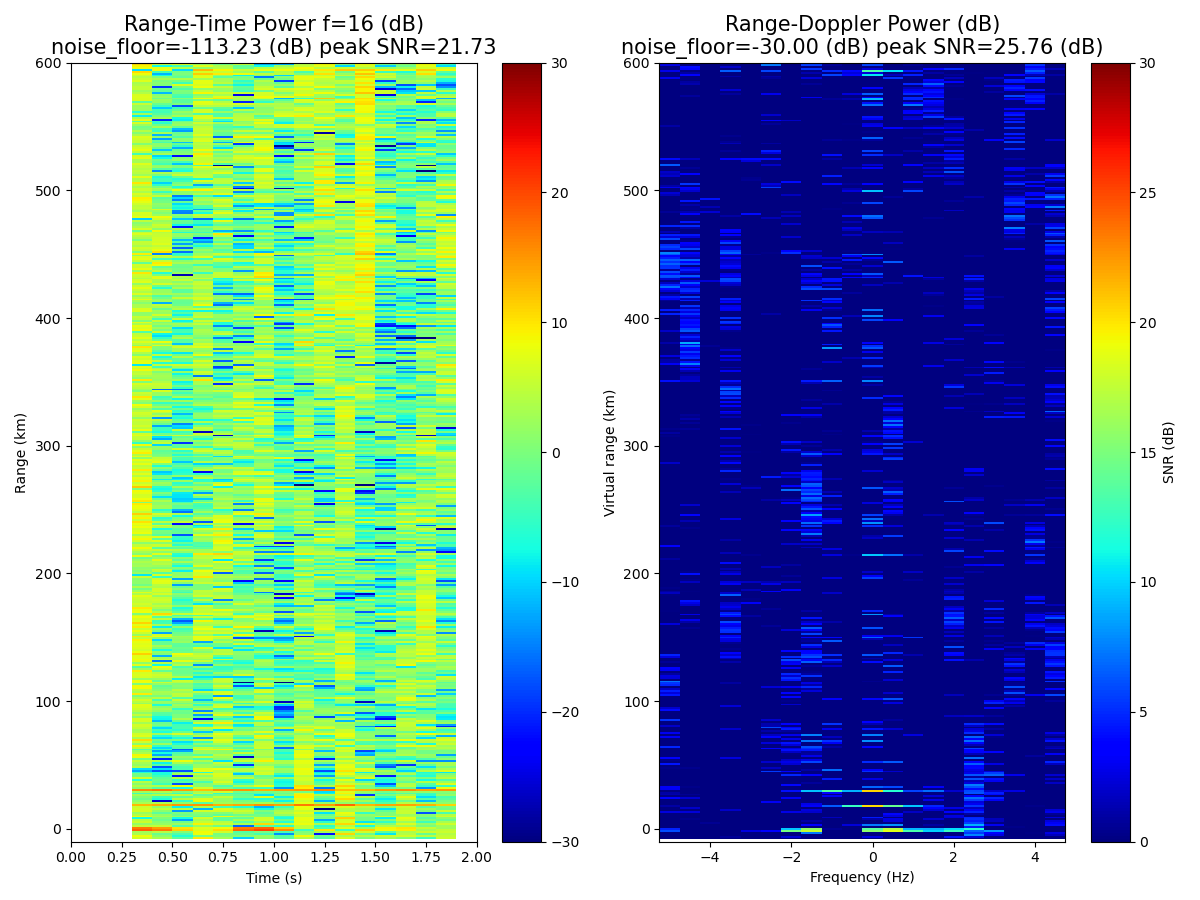 Range-Time Power f=16 (dB)
noise_floor=-113.23 (dB) peak SNR=21.73
Range-Doppler Power (dB)
noise_floor=-30.00 (dB) peak SNR=25.76 (dB)
Range (km)
600
500
400
300
200
100
0
0.00 0.25 0.50 0.75 1.00 1.25 1.50 1.75 2.00
Time (s)
30
20
10
0
−10
−20
−30
Virtual range (km)
600
500
400
300
200
100
0
−4 −2 0 2 4
Frequency (Hz)
30
25
20
15
10
5
0
SNR (dB)